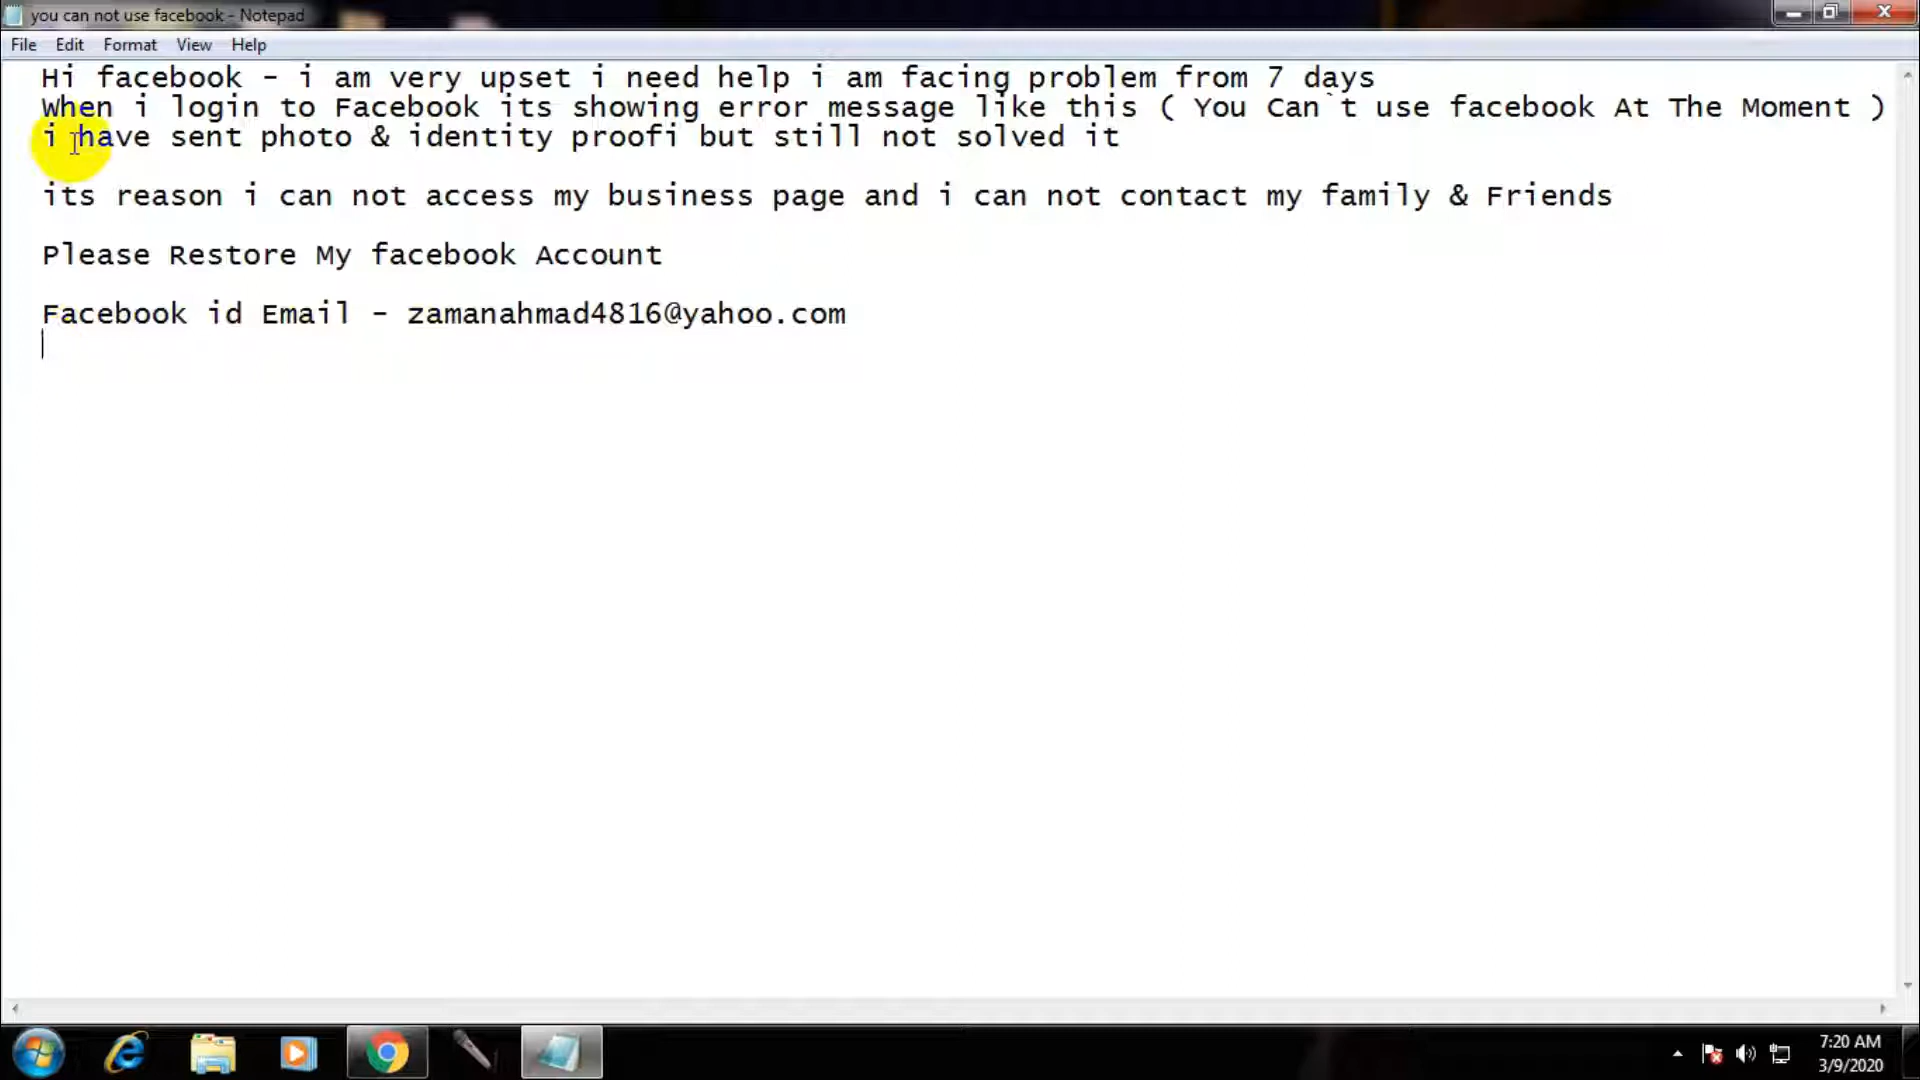 you can not use facebook - Notepad
File Edit Format View Help
Hi facebook - i am very upset i need help i am facing problem from 7 days
When i login to Facebook its showing error message like this ( You Can`t use facebook At The Moment )
i have sent photo & identity proofi but still not solved it
its reason i can not access my business page and i can not contact my family & Friends
Please Restore My facebook Account
Facebook id Email - zamanahmad4816@yahoo.com
7:20 AM
3/9/2020